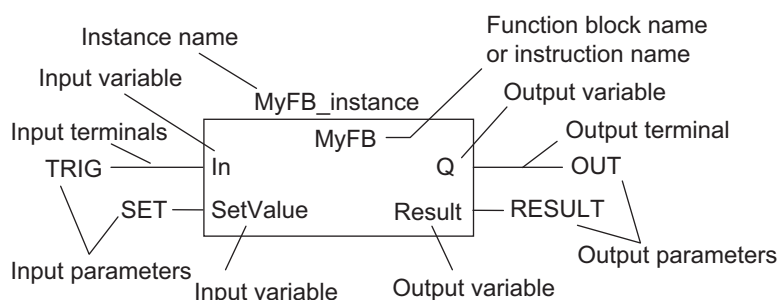 Function block name
or instruction name
Instance name
Input variable
MyFB_instance
Output variable
Input terminals
MyFB
Output terminal
TRIG
In
Q
OUT
SET
SetValue
Result
RESULT
Input parameters
Output parameters
Input variable
Output variable